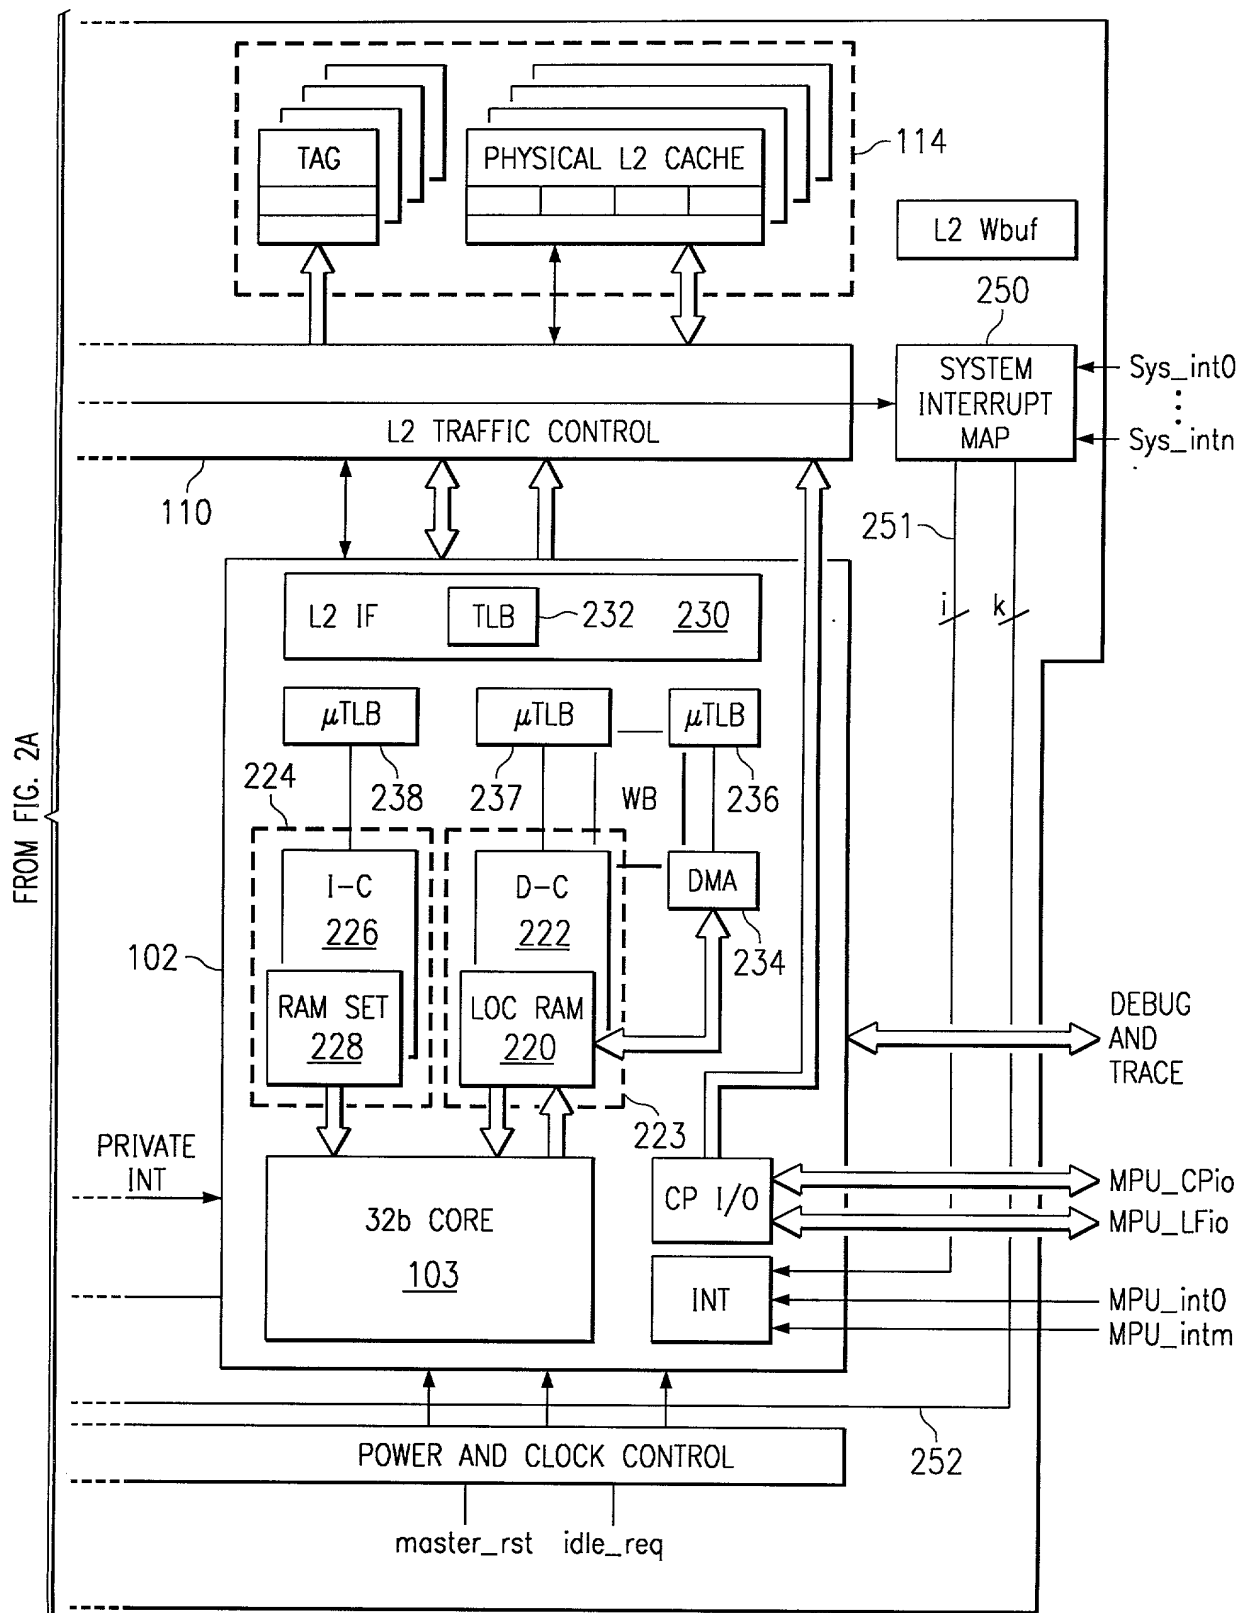 TAG
PHYSICAL L2 CACHE
114
L2 Wbuf
250
SYSTEM
INTERRUPT
MAP
Sys_int0
Sys_intn
L2 TRAFFIC CONTROL
110
251
i
k
L2 IF
TLB
232
230
μTLB
μTLB
μTLB
238
237
WB
236
224
FROM FIG. 2A
I-C
226
D-C
222
DMA
234
102
RAM SET
228
LOC RAM
220
DEBUG
AND
TRACE
223
PRIVATE
INT
32b CORE
103
CP I/O
MPU_CPio
MPU_LFio
INT
MPU_int0
MPU_intm
POWER AND CLOCK CONTROL
252
master_rst
idle_req